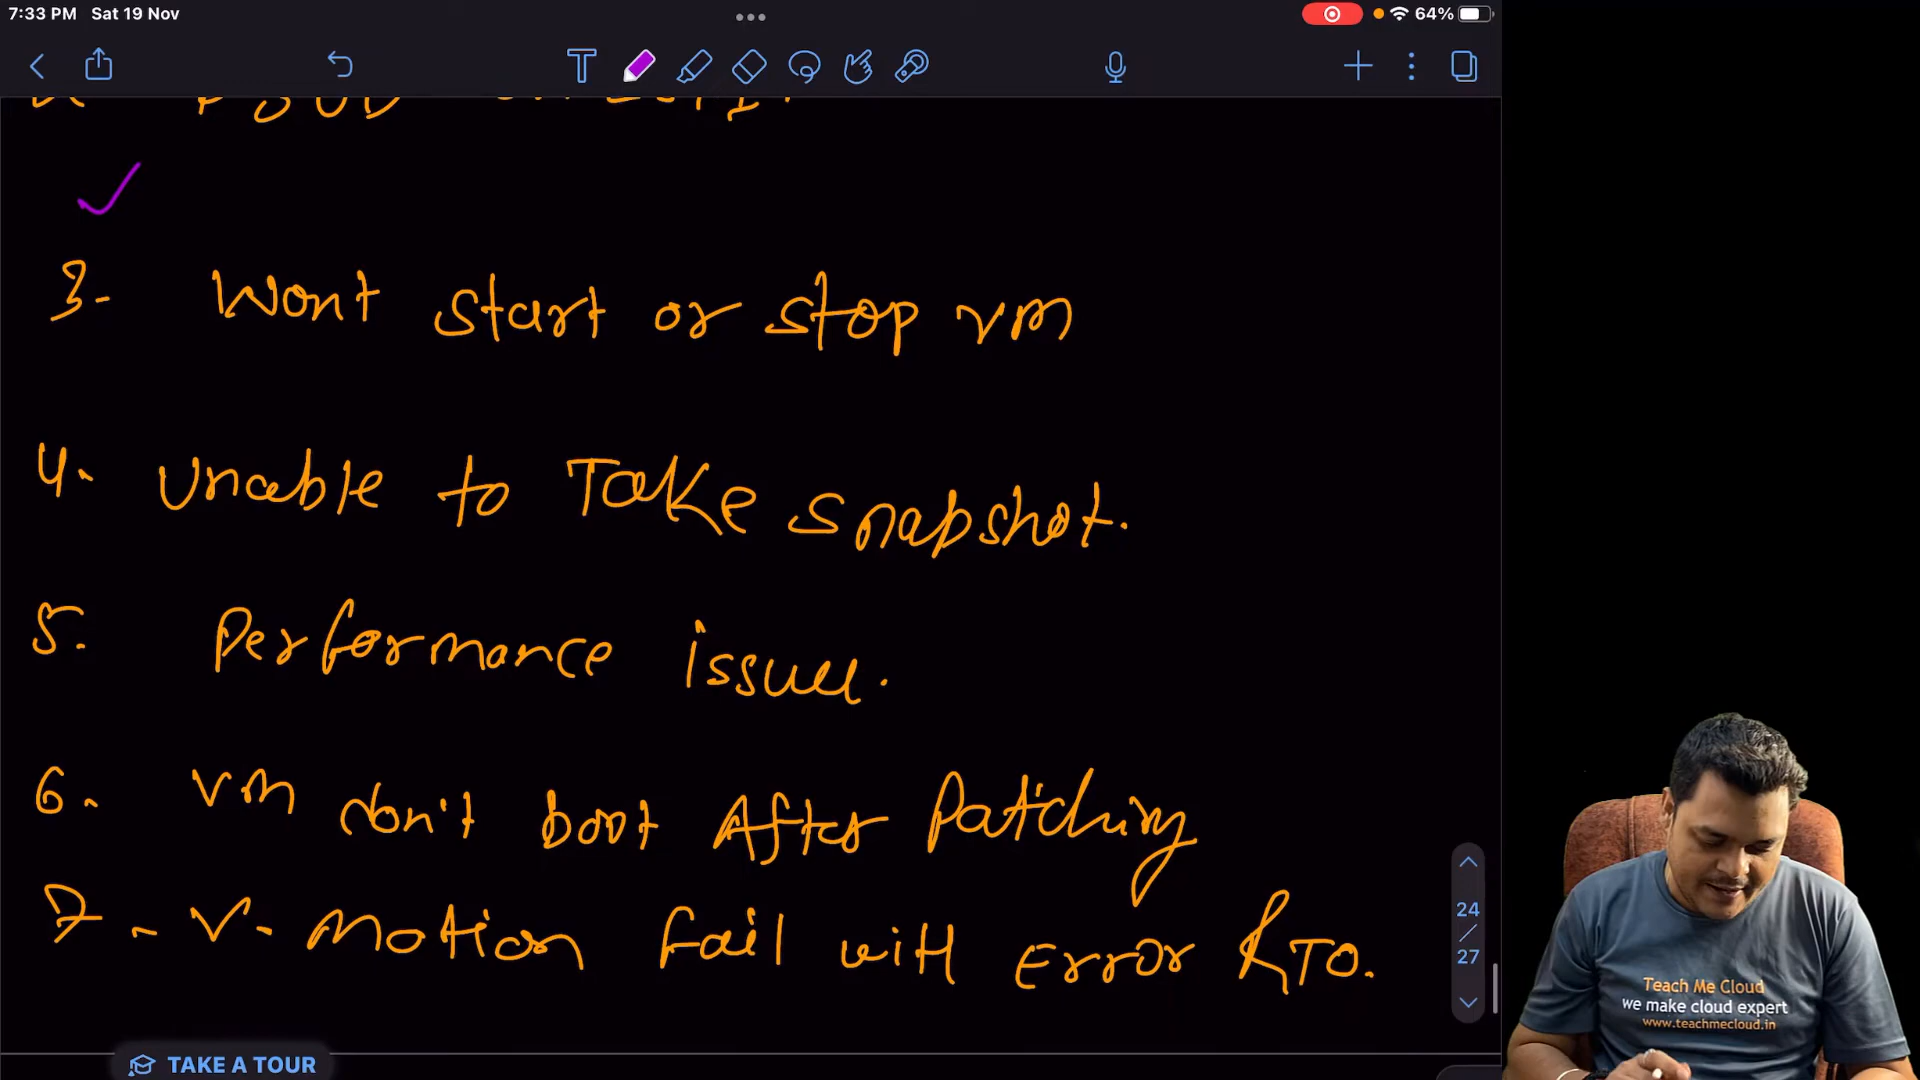 7:33 PM Sat 19 Nov
64%
3- Wont start or stop vm
4. Unable to Take snapshot.
5. Performance issue.
6. vm don't boot After Patching
7- V-Motion fail with Error RTO.
24
/
27
TAKE A TOUR
Teach Me Cloud
we make cloud expert
www.teachmecloud.in